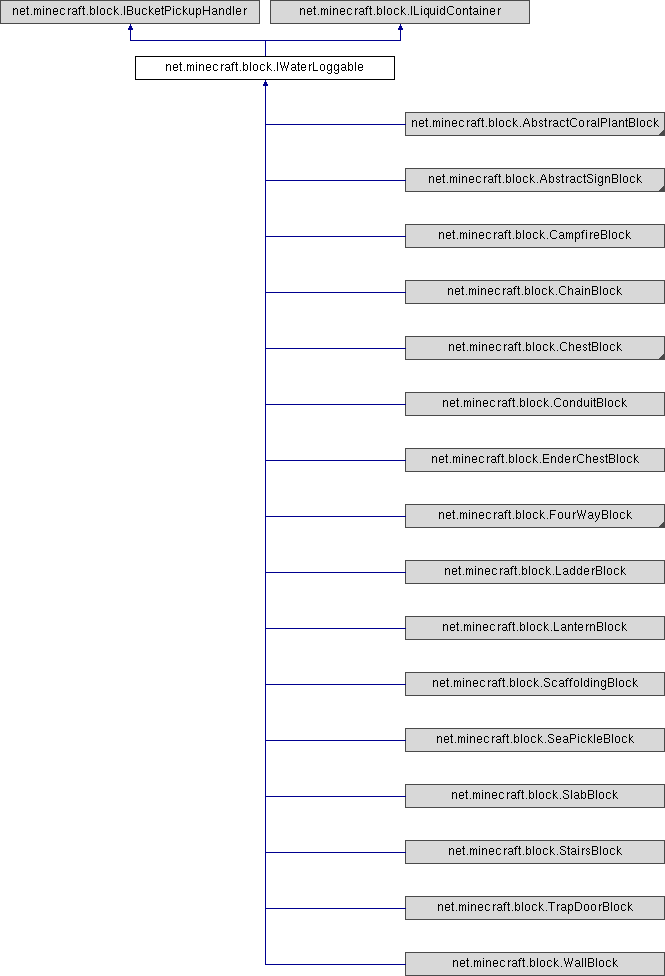 net.minecraft.block.IBucketPickupHandler
net.minecraft.block.ILiquidContainer
net.minecraft.block.IWaterLoggable
net.minecraft.block.AbstractCoralPlantBlock
net.minecraft.block.AbstractSignBlock
net.minecraft.block.CampfireBlock
net.minecraft.block.ChainBlock
net.minecraft.block.ChestBlock
net.minecraft.block.ConduitBlock
net.minecraft.block.EnderChestBlock
net.minecraft.block.FourWayBlock
net.minecraft.block.LadderBlock
net.minecraft.block.LanternBlock
net.minecraft.block.ScaffoldingBlock
net.minecraft.block.SeaPickleBlock
net.minecraft.block.SlabBlock
net.minecraft.block.StairsBlock
net.minecraft.block.TrapDoorBlock
net.minecraft.block.WallBlock